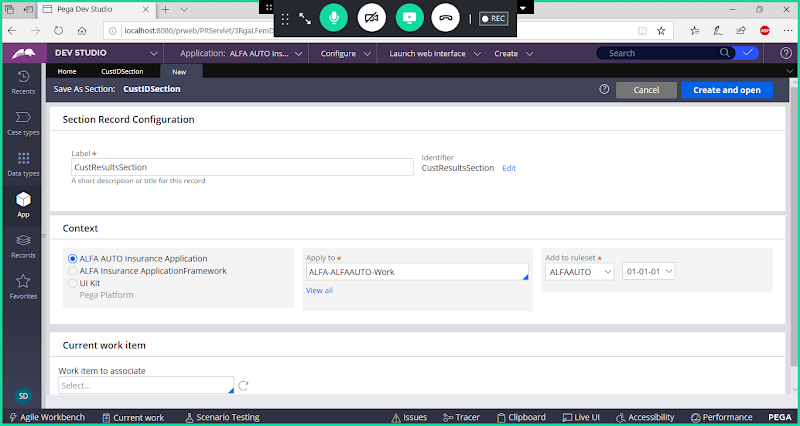 Pega Dev Studio
REC
localhost:8080/prweb/PRServlet/3RgaLFemD
ABP
DEV STUDIO
Application: ALFA AUTO Ins...
Configure
Launch web interface
Create
Search
Home
CustIDSection
New
Recents
Save As Section: CustIDSection
Cancel
Create and open
Case types
Section Record Configuration
Data types
Label
Identifier
CustResultsSection
CustResultsSection
Edit
A short description or title for this record
App
Context
Records
ALFA AUTO Insurance Application
ALFA Insurance ApplicationFramework
UI Kit
Pega Platform
Apply to
ALFA-ALFAAUTO-Work
View all
Add to ruleset
ALFAAUTO
01-01-01
Favorites
Current work item
Work item to associate
Select...
SD
Agile Workbench
Current work
Scenario Testing
Issues
Tracer
Clipboard
Live UI
Accessibility
Performance
PEGA